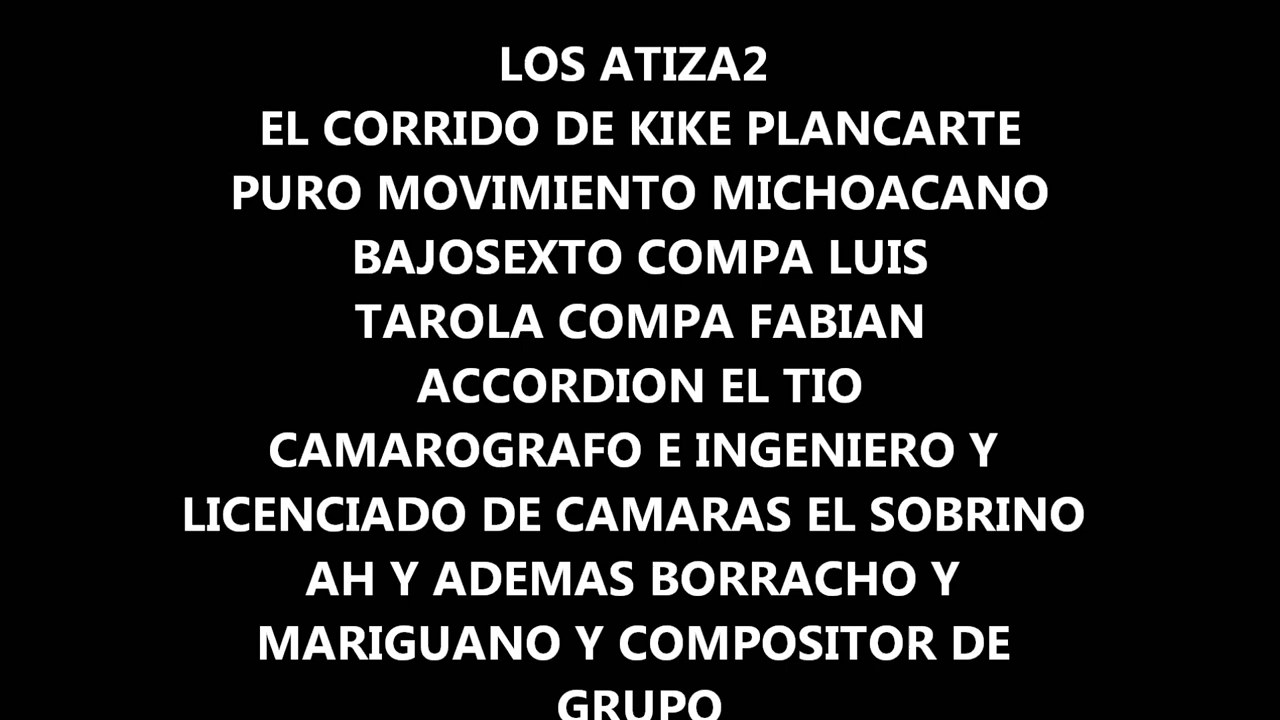 LOS ATIZA2
EL CORRIDO DE KIKE PLANCARTE
PURO MOVIMIENTO MICHOACANO
BAJOSEXTO COMPA LUIS
TAROLA COMPA FABIAN
ACCORDION EL TIO
CAMAROGRAFO E INGENIERO Y
LICENCIADO DE CAMARAS EL SOBRINO
AH Y ADEMAS BORRACHO Y
MARIGUANO Y COMPOSITOR DE
GRUPO